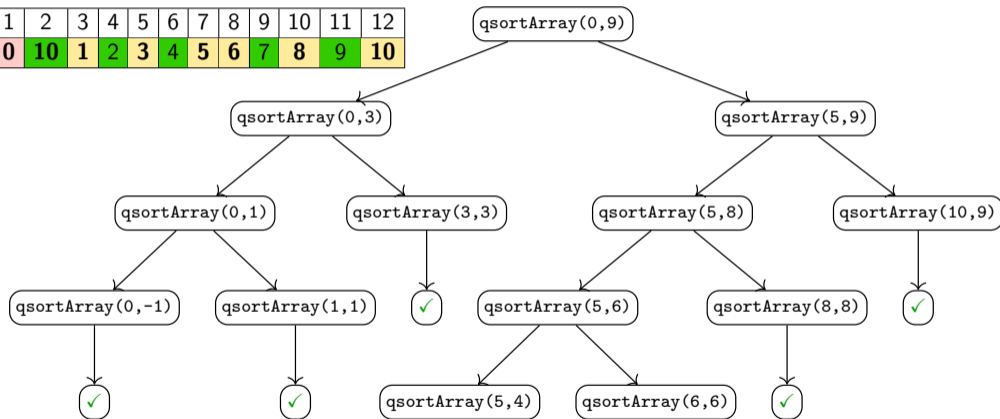 1 2 3 4 5 6 7 8 9 10 11 12
0 10 1 2 3 4 5 6 7 8 9 10
qsortArray(0,9)
qsortArray(0,3) qsortArray(5,9)
qsortArray(0,1) qsortArray(3,3) qsortArray(5,8) qsortArray(10,9)
qsortArray(0,-1) qsortArray(1,1) ✓ qsortArray(5,6) qsortArray(8,8) ✓
✓ ✓ qsortArray(5,4) qsortArray(6,6) ✓